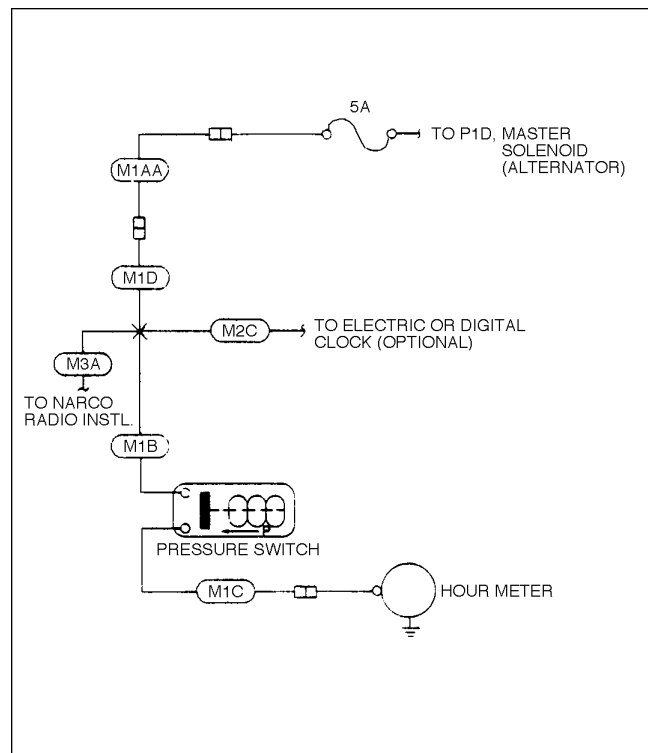 5A
TO P1D, MASTER
SOLENOID
(ALTERNATOR)
M1AA
M1D
M2C
TO ELECTRIC OR DIGITAL
CLOCK (OPTIONAL)
M3A
TO NARCO
RADIO INSTL.
M1B
P
PRESSURE SWITCH
M1C
HOUR METER